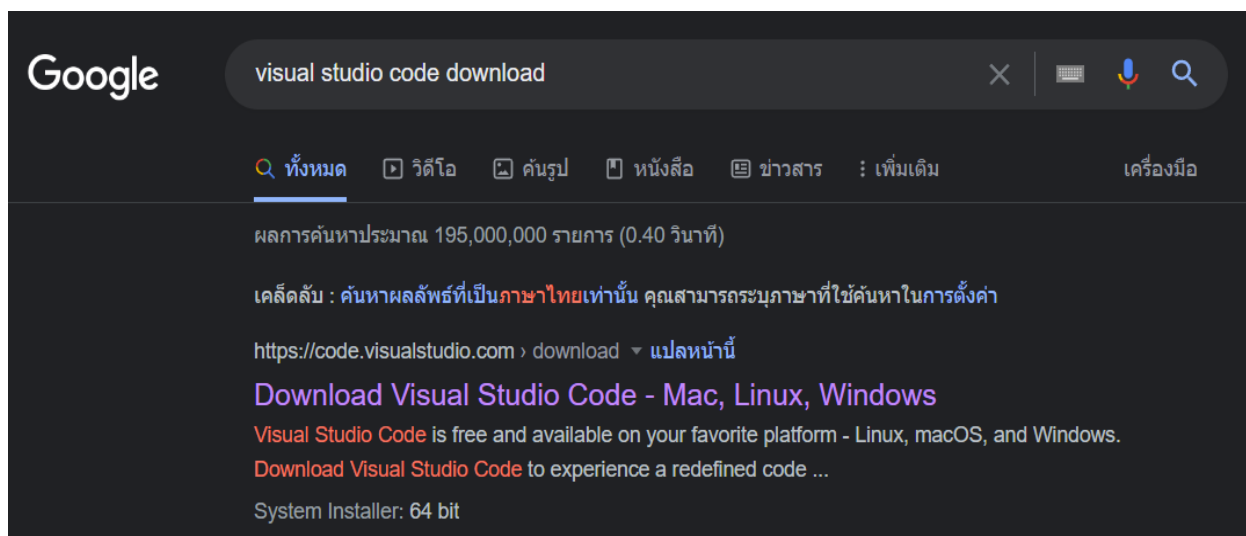 Google visual studio code download
ทั้งหมด วิดีโอ ค้นรูป หนังสือ ข่าวสาร เพิ่มเติม เครื่องมือ
ผลการค้นหาประมาณ 195,000,000 รายการ (0.40 วินาที)
เคล็ดลับ : ค้นหาผลลัพธ์ที่เป็นภาษาไทยเท่านั้น คุณสามารถระบุภาษาที่ใช้ค้นหาในการตั้งค่า
https://code.visualstudio.com › download แปลหน้านี้
Download Visual Studio Code - Mac, Linux, Windows
Visual Studio Code is free and available on your favorite platform - Linux, macOS, and Windows.
Download Visual Studio Code to experience a redefined code ...
System Installer: 64 bit